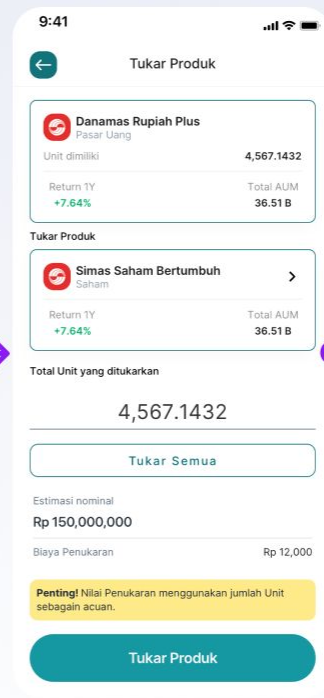 9:41
Tukar Produk
Danamas Rupiah Plus
Pasar Uang
Unit dimiliki 4,567.1432
Return 1Y Total AUM
+7.64% 36.51 B
Tukar Produk
Simas Saham Bertumbuh
Saham
Return 1Y Total AUM
+7.64% 36.51 B
Total Unit yang ditukarkan
4,567.1432
Tukar Semua
Estimasi nominal
Rp 150,000,000
Biaya Penukaran Rp 12,000
Penting! Nilai Penukaran menggunakan jumlah Unit
sebagain acuan.
Tukar Produk